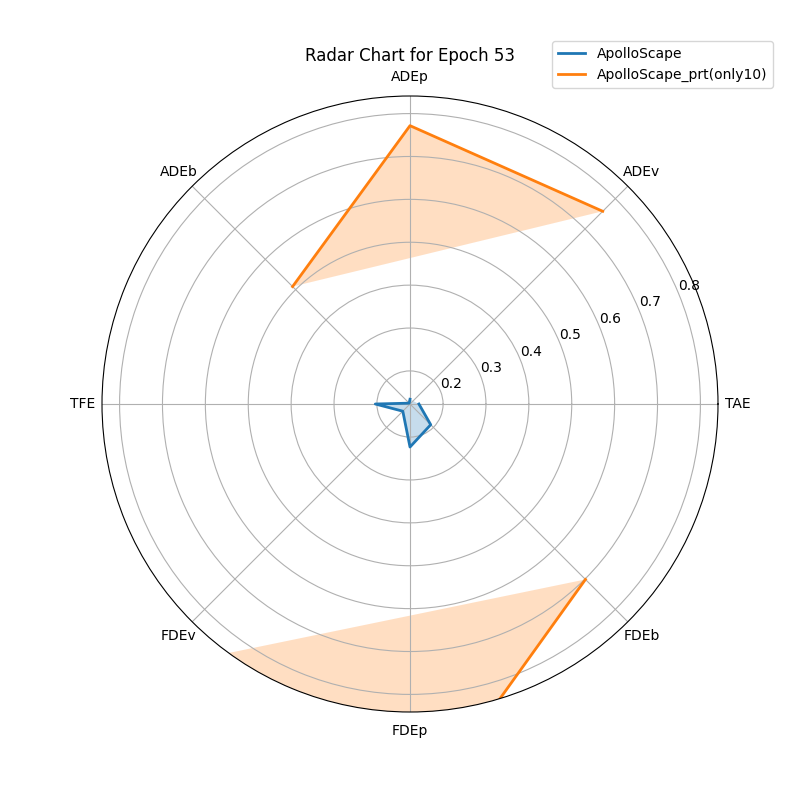 Radar Chart for Epoch 53
ApolloScape
ApolloScape_prt(only10)
ADEp
ADEb
ADEv
0.8
0.7
0.6
0.5
0.4
0.3
0.2
TFE
TAE
FDEv
FDEb
FDEp